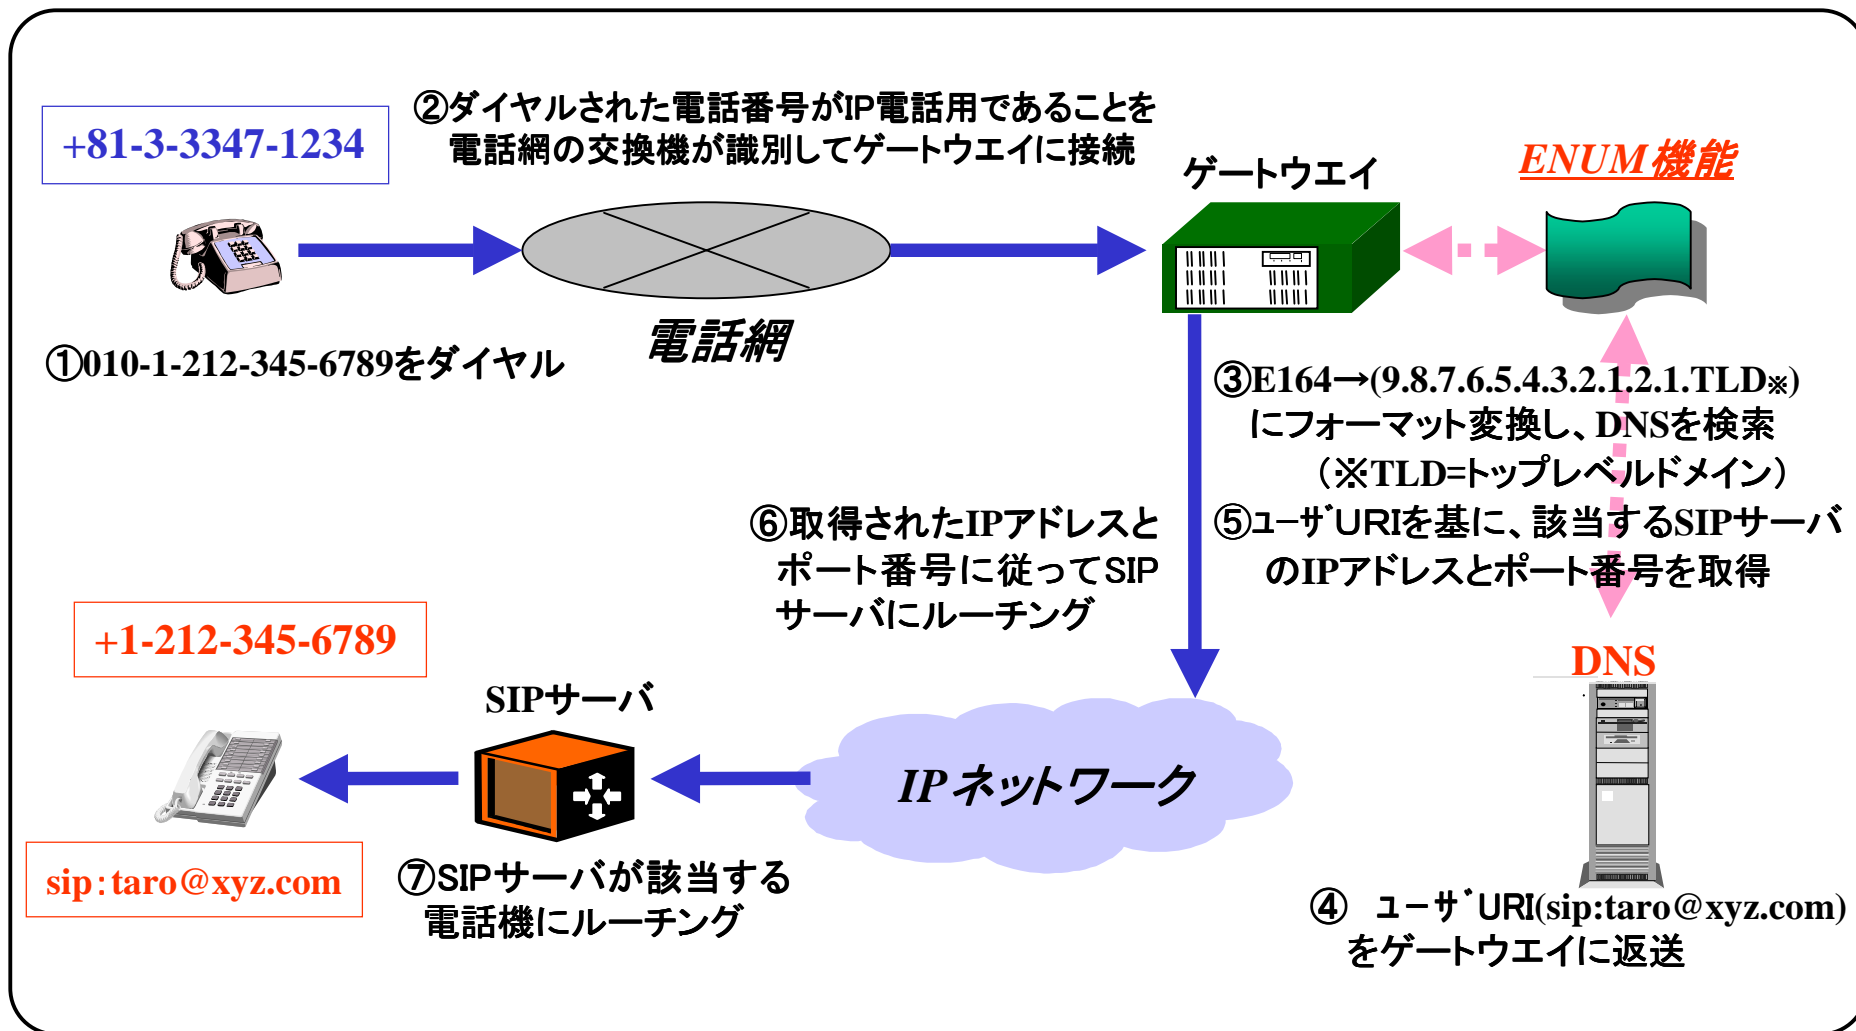 +81-3-3347-1234
②ダイヤルされた電話番号がIP電話用であることを
電話網の交換機が識別してゲートウエイに接続
ゲートウエイ
ENUM機能
電話網
①010-1-212-345-6789をダイヤル
③E164→(9.8.7.6.5.4.3.2.1.2.1.TLD※)
にフォーマット変換し、DNSを検索
(※TLD=トップレベルドメイン)
⑤ユーザURIを基に、該当するSIPサーバ
のIPアドレスとポート番号を取得
⑥取得されたIPアドレスと
ポート番号に従ってSIP
サーバにルーチング
+1-212-345-6789
SIPサーバ
DNS
IPネットワーク
sip:taro@xyz.com
⑦SIPサーバが該当する
電話機にルーチング
④ ユーザURI(sip:taro@xyz.com)
をゲートウエイに返送